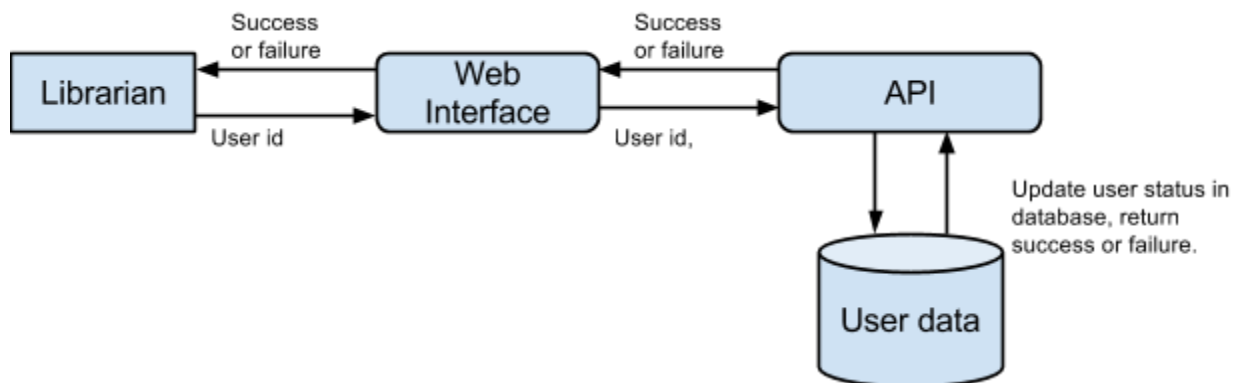 Success
or failure
Success
or failure
Librarian
Web
Interface
API
User id
User id,
Update user status in
database, return
success or failure.
User data